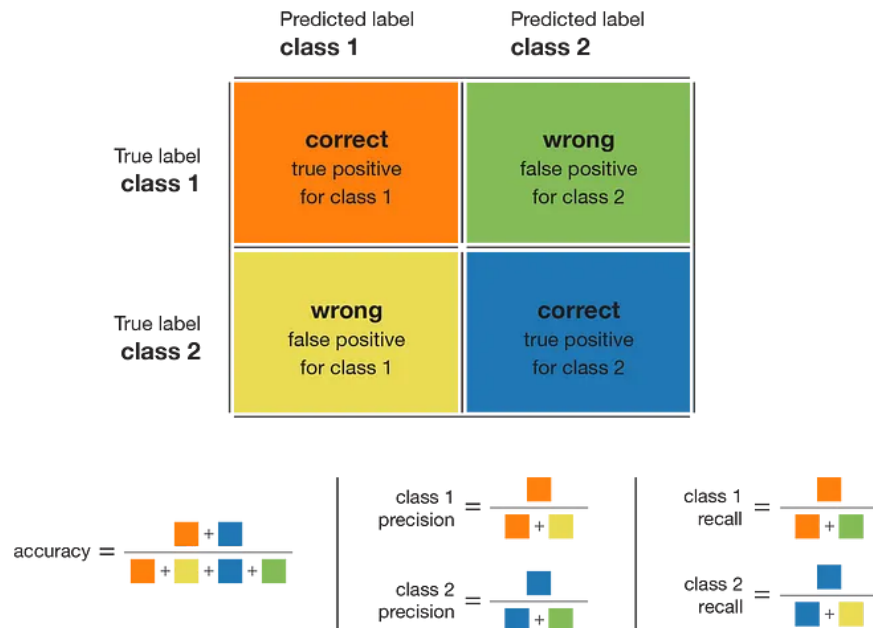 Predicted label
class 1
Predicted label
class 2
True label
class 1
correct
true positive
for class 1
wrong
false positive
for class 2
True label
class 2
wrong
false positive
for class 1
correct
true positive
for class 2
accuracy =
+
+ + +
class 1
precision =
+
class 2
precision =
+
class 1
recall =
+
class 2
recall =
+